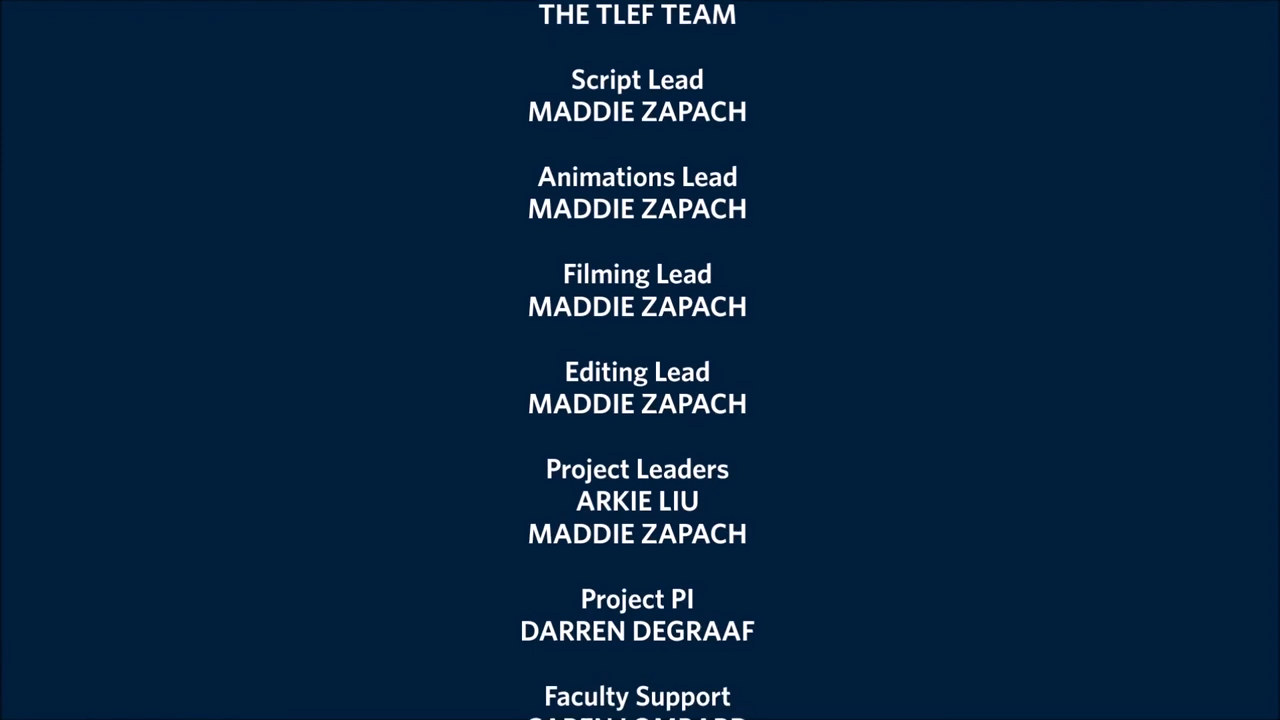 THE TLEF TEAM
Script Lead
MADDIE ZAPACH
Animations Lead
MADDIE ZAPACH
Filming Lead
MADDIE ZAPACH
Editing Lead
MADDIE ZAPACH
Project Leaders
ARKIE LIU
MADDIE ZAPACH
Project PI
DARREN DEGRAAF
Faculty Support